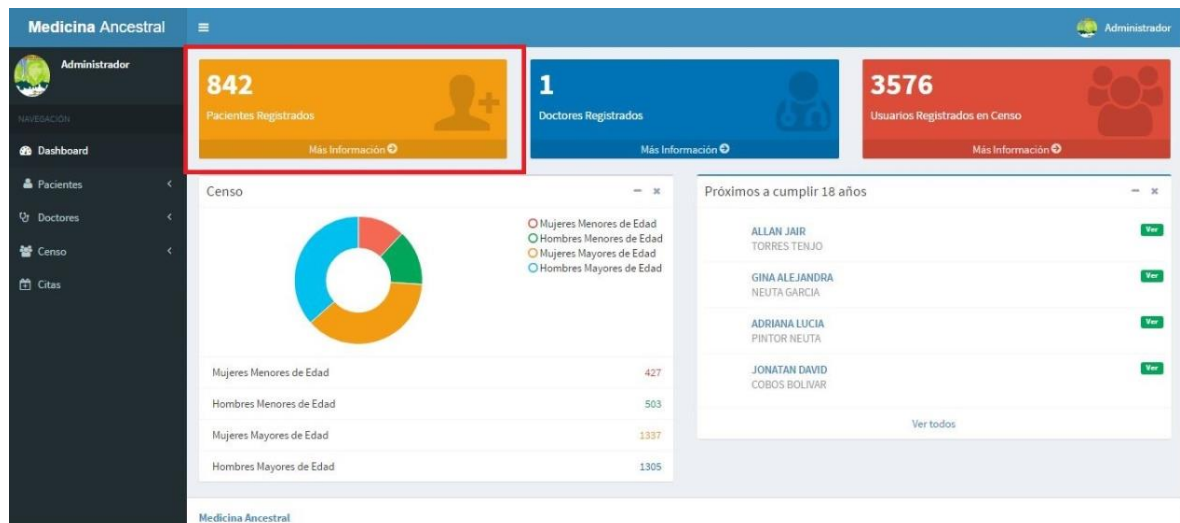 Medicina Ancestral
Administrador
Administrador
NAVEGACIÓN
Dashboard
Pacientes
Doctores
Censo
Citas
842
Pacientes Registrados
Más Información
1
Doctores Registrados
Más Información
3576
Usuarios Registrados en Censo
Más Información
Censo
Mujeres Menores de Edad
Hombres Menores de Edad
Mujeres Mayores de Edad
Hombres Mayores de Edad
Mujeres Menores de Edad 427
Hombres Menores de Edad 503
Mujeres Mayores de Edad 1337
Hombres Mayores de Edad 1305
Próximos a cumplir 18 años
ALLAN JAIR Ver
TORRES TENJO
GINA ALEJANDRA Ver
NEUTA GARCIA
ADRIANA LUCIA Ver
PINTOR NEUTA
JONATAN DAVID Ver
COBOS BOLIVAR
Ver todos
Medicina Ancestral